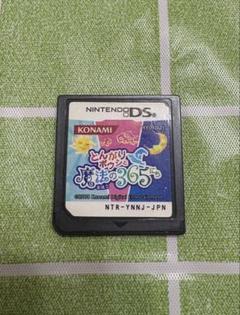 NINTENDO DS™
KONAMI
とんがり
ボウシと
魔法の365にち
NTR-YNNJ-JPN